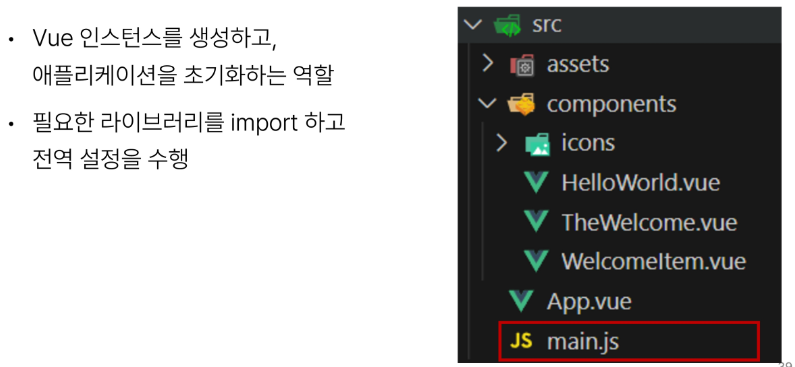 • Vue 인스턴스를 생성하고,
애플리케이션을 초기화하는 역할
• 필요한 라이브러리를 import 하고
전역 설정을 수행
src
assets
components
icons
HelloWorld.vue
TheWelcome.vue
WelcomeItem.vue
App.vue
JS main.js
39